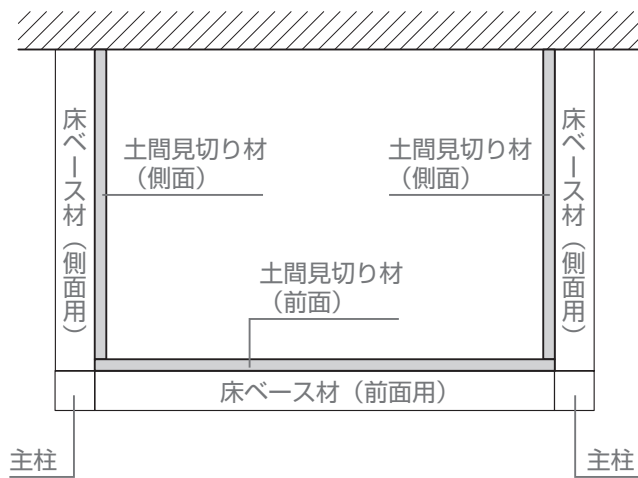 床ベース材（側面用）
土間見切り材
（側面）
土間見切り材
（側面）
床ベース材（側面用）
土間見切り材
（前面）
床ベース材（前面用）
主柱
主柱